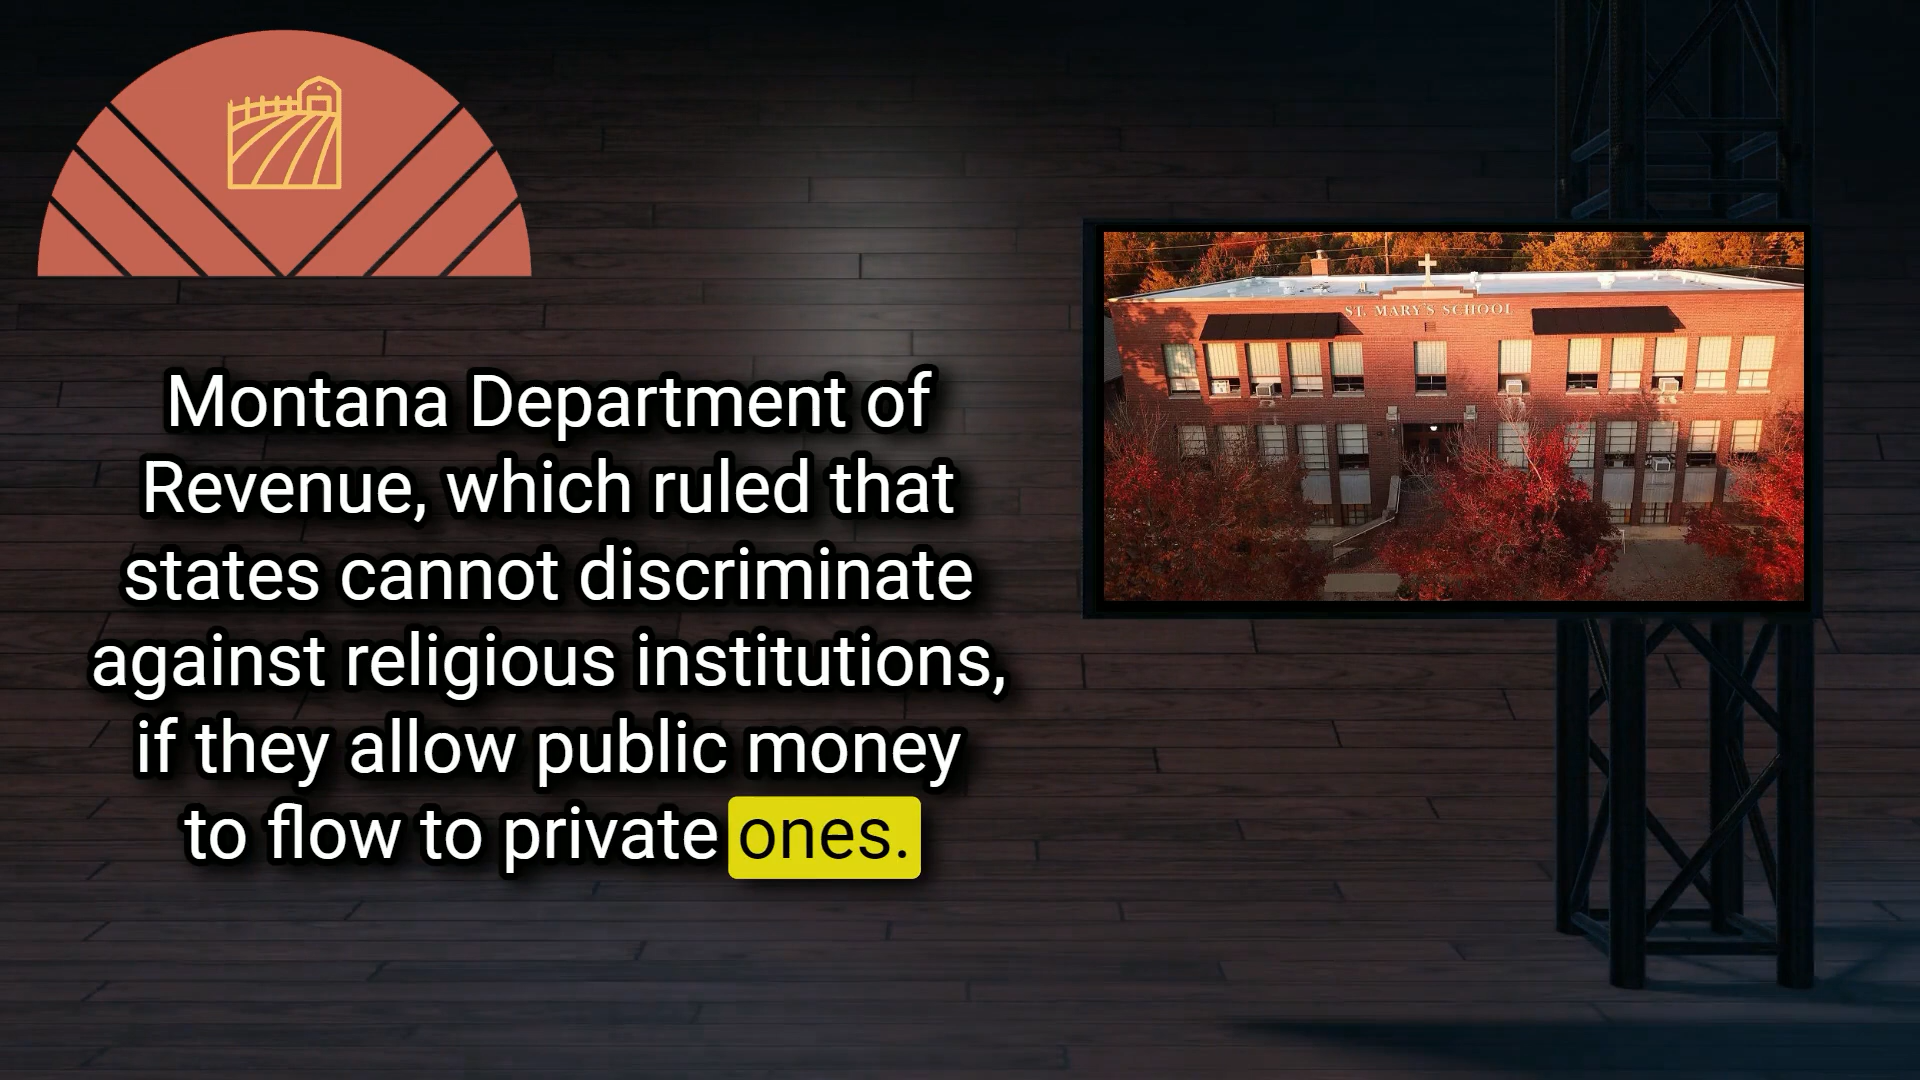 ST. MARY'S SCHOOL
Montana Department of
Revenue, which ruled that
states cannot discriminate
against religious institutions,
if they allow public money
to flow to private ones.